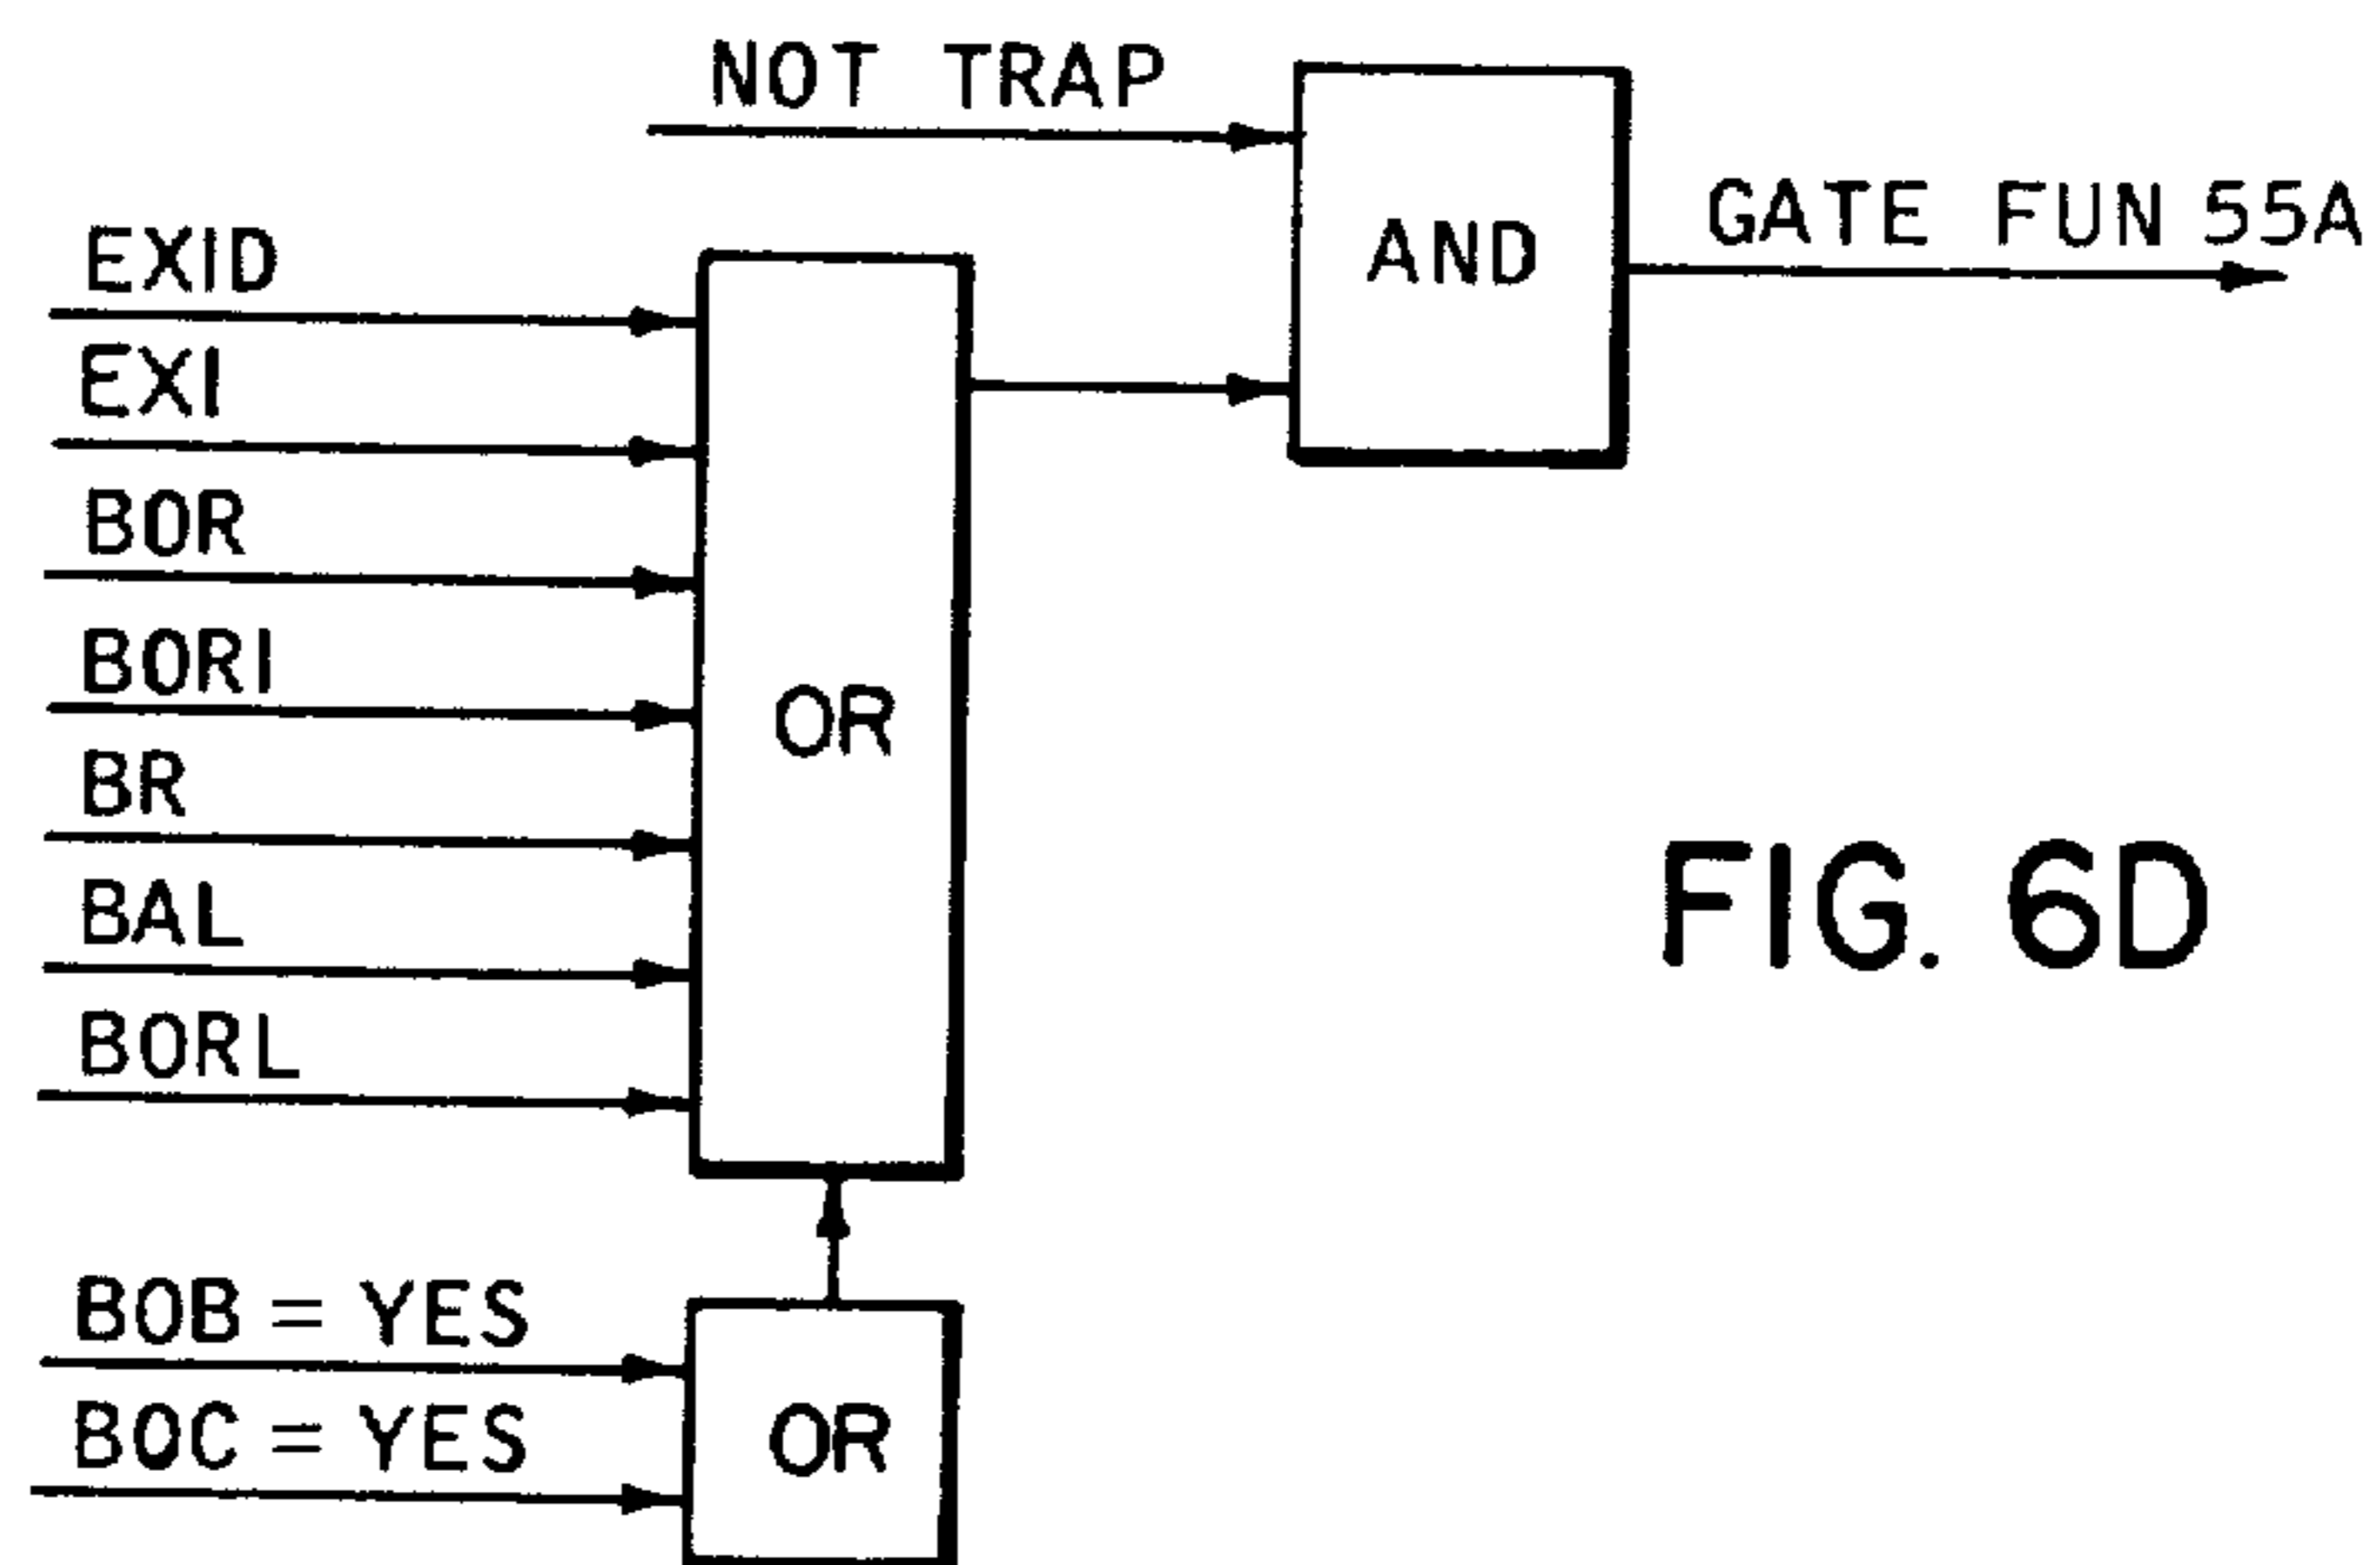 NOT TRAP
AND
GATE FUN 55A
EXID
EXI
BOR
BORI
BR
BAL
BORL
OR
FIG. 6D
BOB = YES
BOC = YES
OR